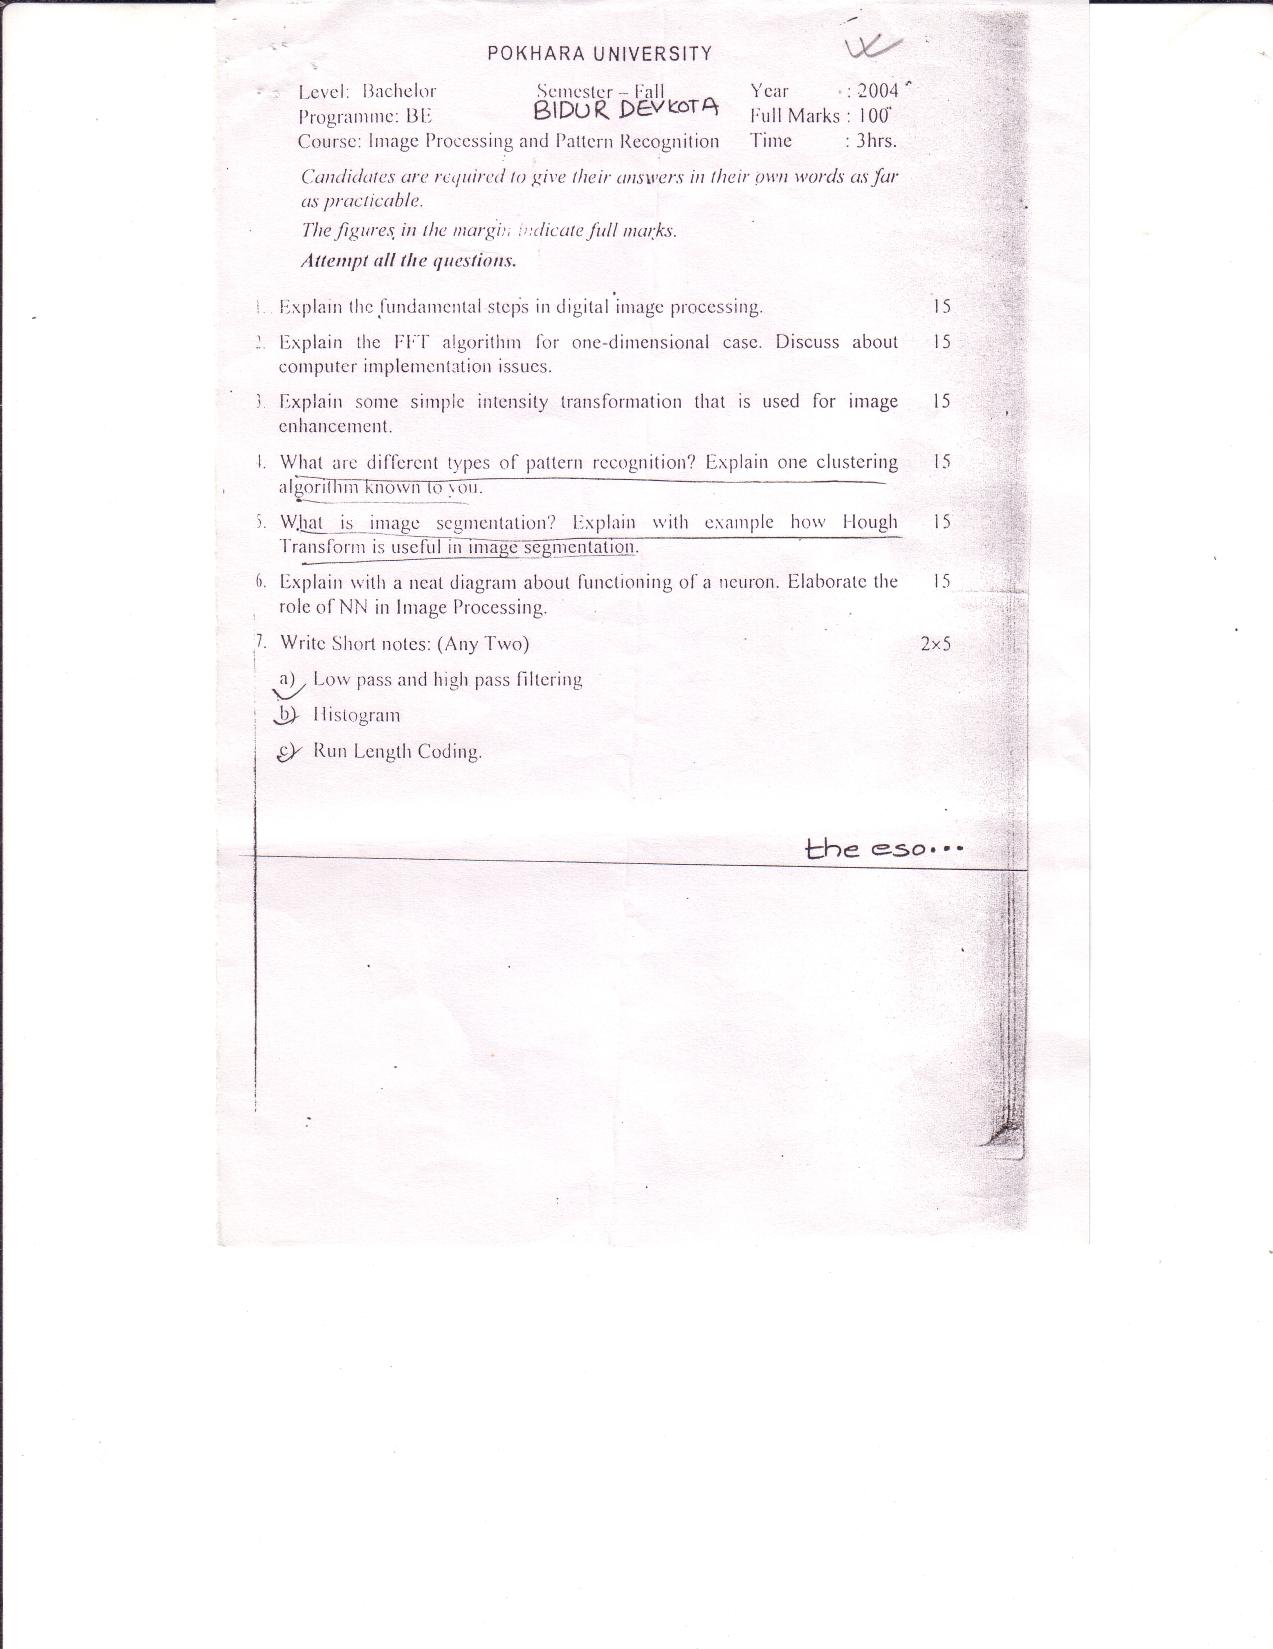 POKHARA UNIVERSITY
Level: Bachelor Semester – Fall Year : 2004
Programme: BE BIDUR DEVKOTA Full Marks : 100
Course: Image Processing and Pattern Recognition Time : 3hrs.
Candidates are required to give their answers in their own words as far
as practicable.
The figures in the margin indicate full marks.
Attempt all the questions.
1. Explain the fundamental steps in digital image processing. 15
2. Explain the FFT algorithm for one-dimensional case. Discuss about 15
computer implementation issues.
3. Explain some simple intensity transformation that is used for image 15
enhancement.
4. What are different types of pattern recognition? Explain one clustering 15
algorithm known to you.
5. What is image segmentation? Explain with example how Hough 15
Transform is useful in image segmentation.
6. Explain with a neat diagram about functioning of a neuron. Elaborate the 15
role of NN in Image Processing.
7. Write Short notes: (Any Two) 2×5
a) Low pass and high pass filtering
b) Histogram
c) Run Length Coding.
the eso...